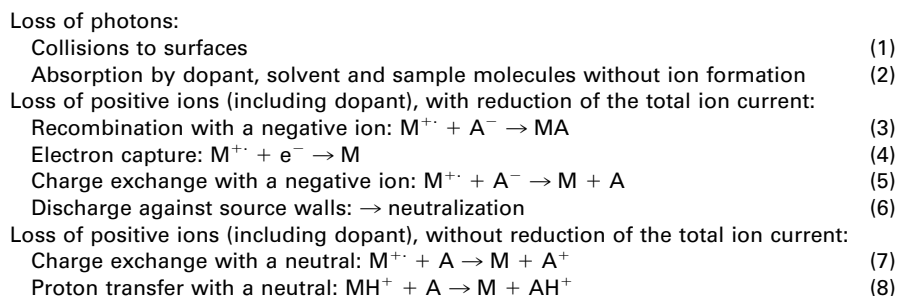 Loss of photons:
Collisions to surfaces (1)
Absorption by dopant, solvent and sample molecules without ion formation (2)
Loss of positive ions (including dopant), with reduction of the total ion current:
Recombination with a negative ion: M⁺· + A⁻ → MA (3)
Electron capture: M⁺· + e⁻ → M (4)
Charge exchange with a negative ion: M⁺· + A⁻ → M + A (5)
Discharge against source walls: → neutralization (6)
Loss of positive ions (including dopant), without reduction of the total ion current:
Charge exchange with a neutral: M⁺· + A → M + A⁺ (7)
Proton transfer with a neutral: MH⁺ + A → M + AH⁺ (8)